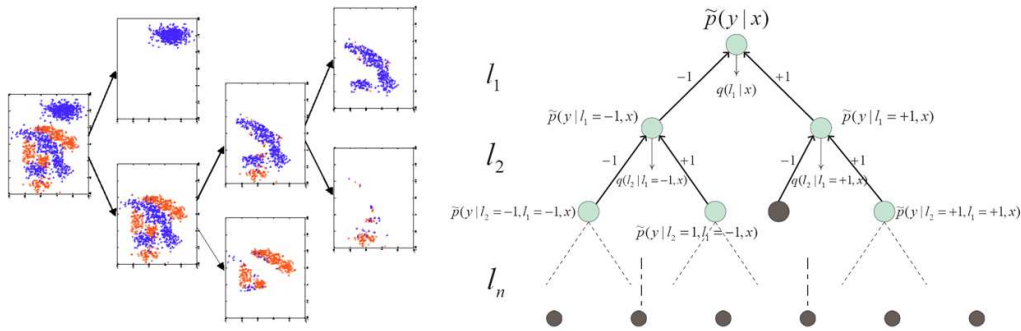 p̃(y | x)
l₁
−1
+1
q(l₁ | x)
p̃(y | l₁ = −1, x)
p̃(y | l₁ = +1, x)
l₂
−1
+1
−1
+1
q(l₂ | l₁ = −1, x)
q(l₂ | l₁ = +1, x)
p̃(y | l₂ = −1, l₁ = −1, x)
p̃(y | l₂ = 1, l₁ = −1, x)
p̃(y | l₂ = +1, l₁ = +1, x)
lₙ